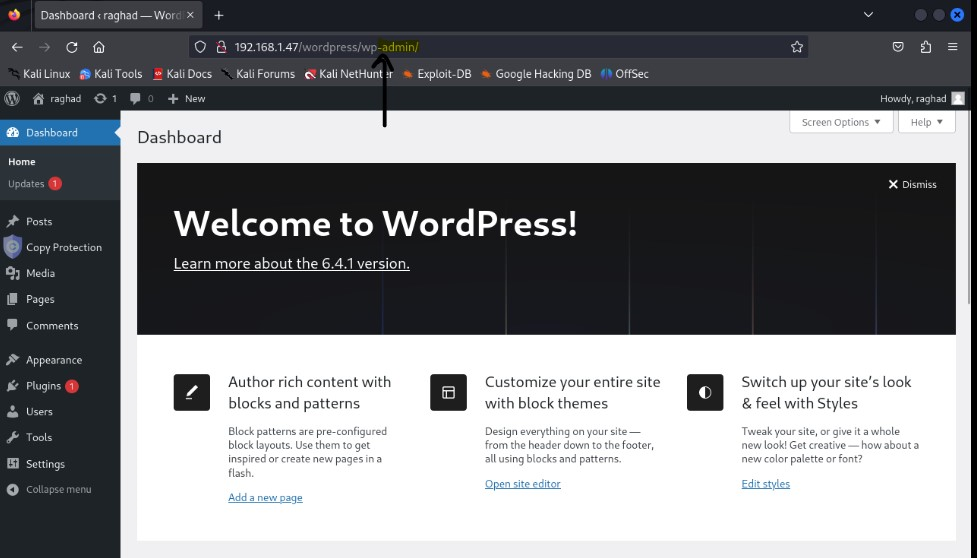 Dashboard ‹ raghad — Word
192.168.1.47/wordpress/wp-admin/
Kali Linux Kali Tools Kali Docs Kali Forums Kali NetHunter Exploit-DB Google Hacking DB OffSec
raghad 1 0 New Howdy, raghad
Screen Options Help
Dashboard
Home
Updates 1
Posts
Copy Protection
Media
Pages
Comments
Appearance
Plugins 1
Users
Tools
Settings
Collapse menu
Dashboard
Dismiss
Welcome to WordPress!
Learn more about the 6.4.1 version.
Author rich content with
blocks and patterns
Block patterns are pre-configured
block layouts. Use them to get
inspired or create new pages in a
flash.
Add a new page
Customize your entire site
with block themes
Design everything on your site —
from the header down to the footer,
all using blocks and patterns.
Open site editor
Switch up your site’s look
& feel with Styles
Tweak your site, or give it a whole
new look! Get creative — how about a
new color palette or font?
Edit styles